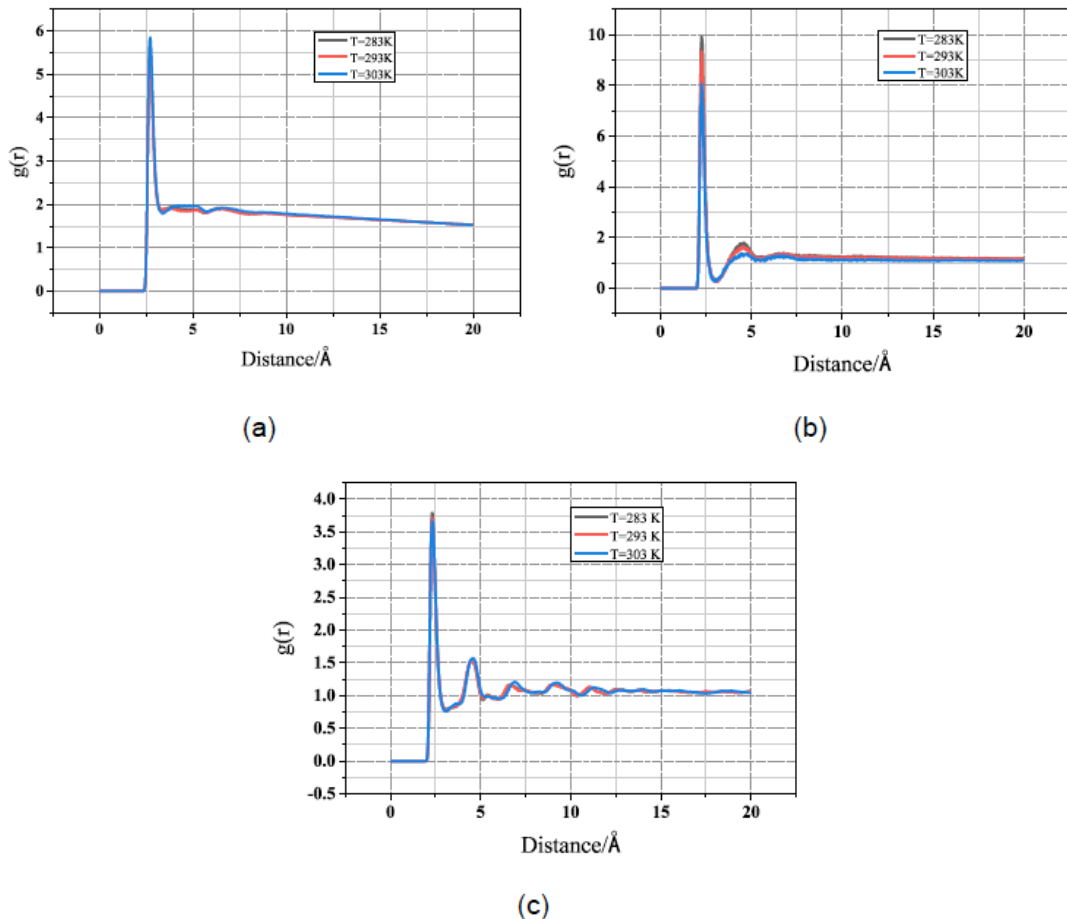 6
5
4
3
2
1
0
g(r)
T=283K
T=293K
T=303K
0 5 10 15 20
Distance/Å
(a)
10
8
6
4
2
0
g(r)
T=283K
T=293K
T=303K
0 5 10 15 20
Distance/Å
(b)
4.0
3.5
3.0
2.5
2.0
1.5
1.0
0.5
0.0
-0.5
g(r)
T=283 K
T=293 K
T=303 K
0 5 10 15 20
Distance/Å
(c)